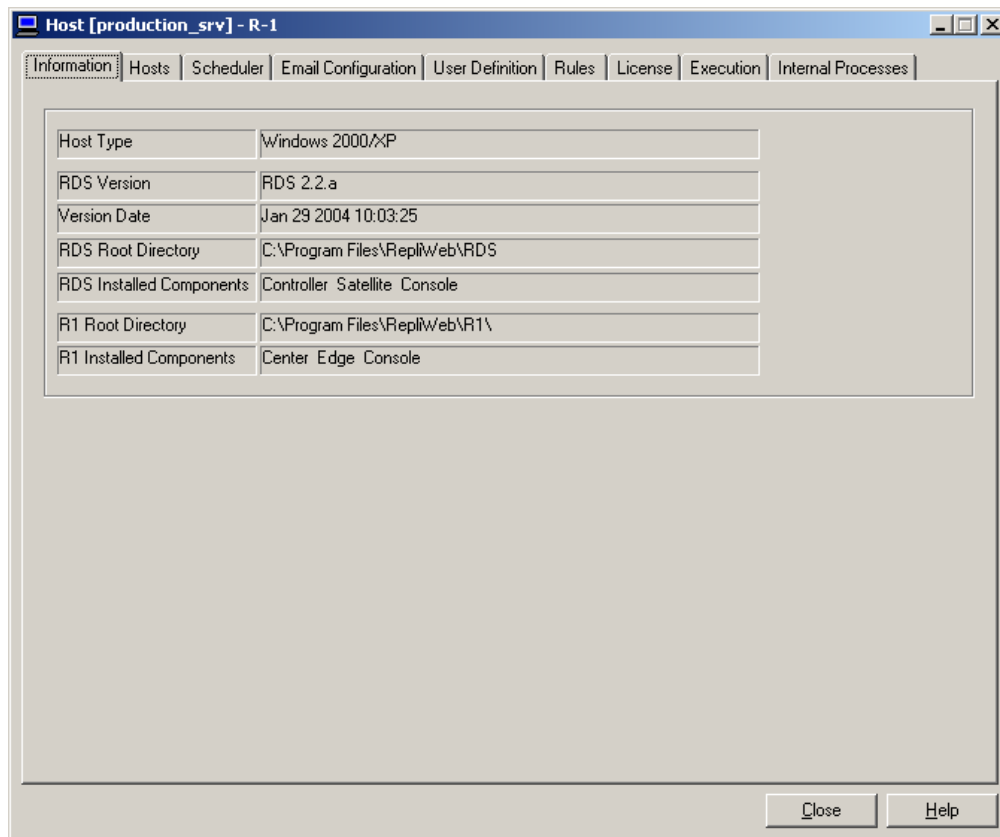 Host [production_srv] - R-1
Information Hosts Scheduler Email Configuration User Definition Rules License Execution Internal Processes
Host Type Windows 2000/XP
RDS Version RDS 2.2.a
Version Date Jan 29 2004 10:03:25
RDS Root Directory C:\Program Files\RepliWeb\RDS
RDS Installed Components Controller Satellite Console
R1 Root Directory C:\Program Files\RepliWeb\R1\
R1 Installed Components Center Edge Console
Close Help